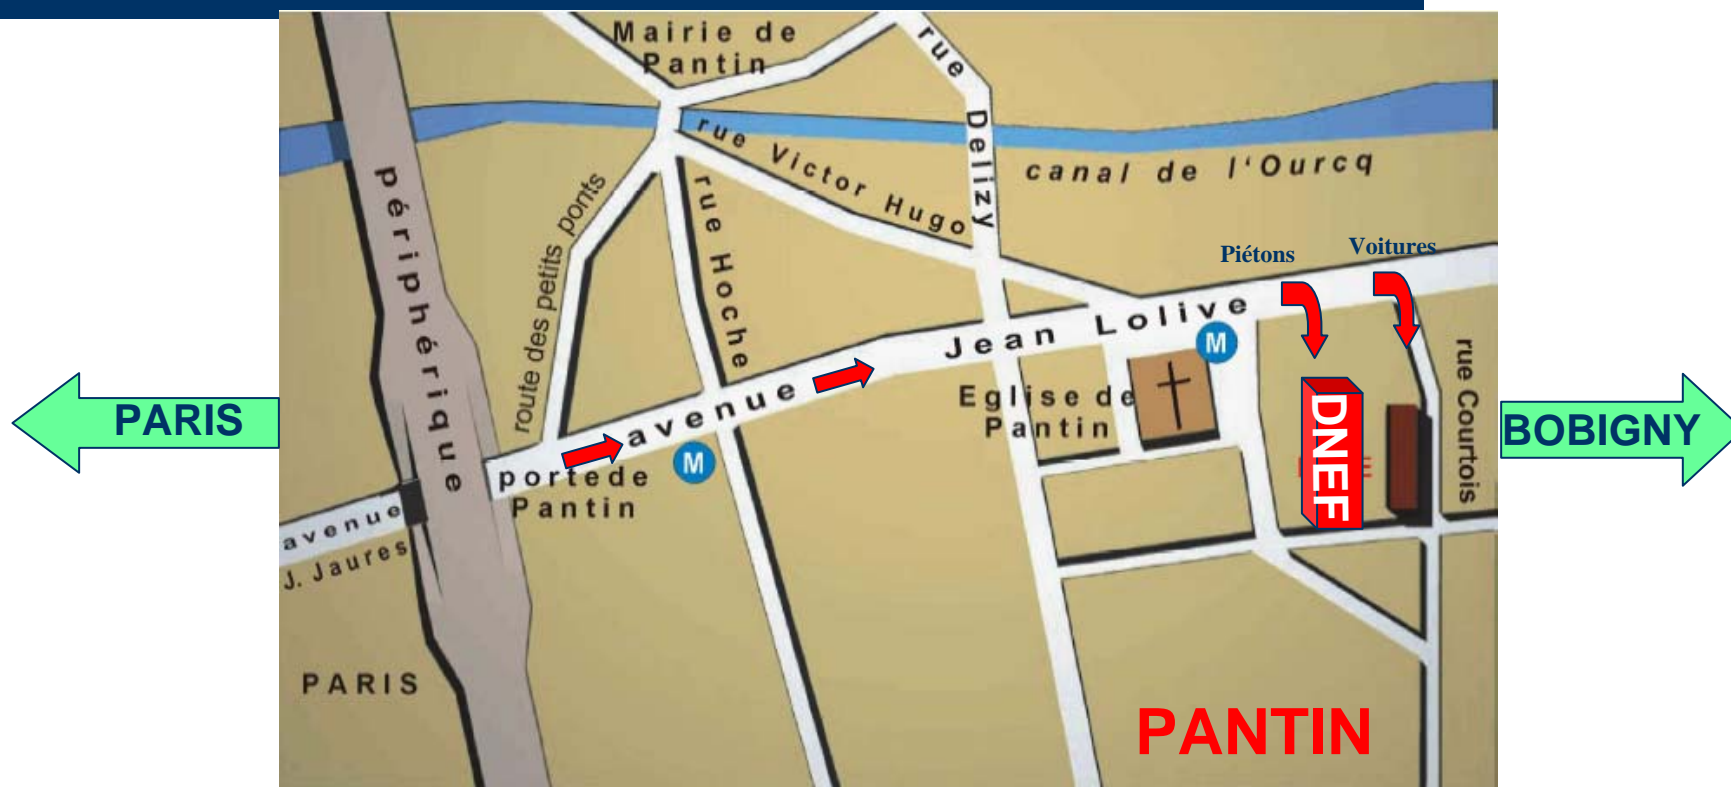 Mairie de
Pantin
rue Delizy
rue Victor Hugo
canal de l'Ourcq
périphérique
route des petits ponts
rue Hoche
Piétons
Voitures
avenue Jean Lolive
M
M
PARIS
Eglise de
Pantin
DNEF
rue Courtois
BOBIGNY
porte de
Pantin
avenue
J. Jaures
PARIS
PANTIN